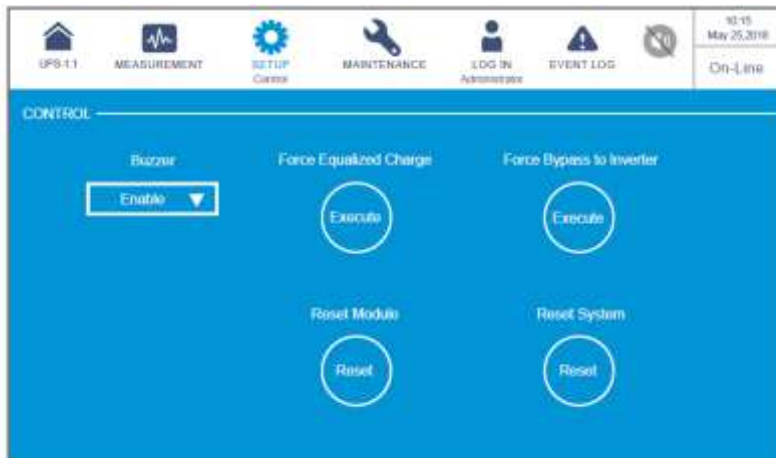 10:15
May 25,2018
UPS-1.1 MEASUREMENT SETUP MAINTENANCE LOG IN EVENT LOG
Control Administrator
On-Line
CONTROL
Buzzer Force Equalized Charge Force Bypass to Inverter
Enable Execute Execute
Reset Module Reset System
Reset Reset